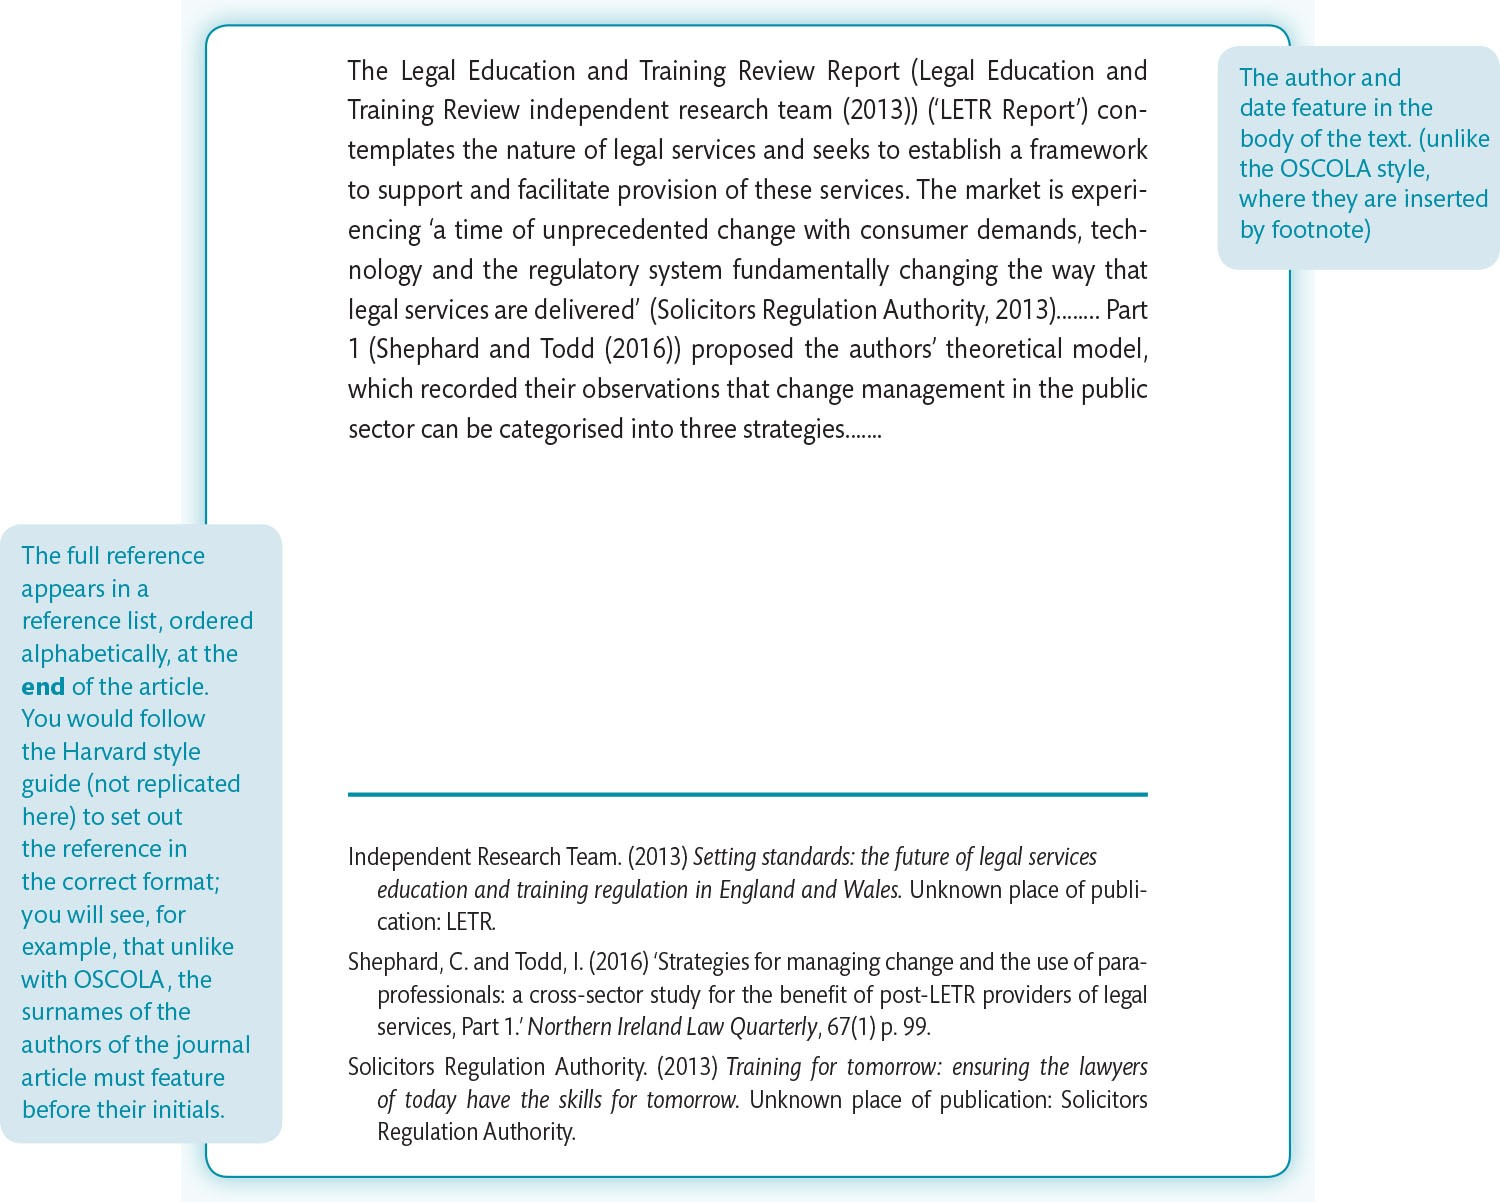 The Legal Education and Training Review Report (Legal Education and
Training Review independent research team (2013)) (‘LETR Report’) con-
templates the nature of legal services and seeks to establish a framework
to support and facilitate provision of these services. The market is experi-
encing ‘a time of unprecedented change with consumer demands, tech-
nology and the regulatory system fundamentally changing the way that
legal services are delivered’ (Solicitors Regulation Authority, 2013)........ Part
1 (Shephard and Todd (2016)) proposed the authors’ theoretical model,
which recorded their observations that change management in the public
sector can be categorised into three strategies.......
The author and
date feature in the
body of the text. (unlike
the OSCOLA style,
where they are inserted
by footnote)
The full reference
appears in a
reference list, ordered
alphabetically, at the
end of the article.
You would follow
the Harvard style
guide (not replicated
here) to set out
the reference in
the correct format;
you will see, for
example, that unlike
with OSCOLA, the
surnames of the
authors of the journal
article must feature
before their initials.
Independent Research Team. (2013) Setting standards: the future of legal services
education and training regulation in England and Wales. Unknown place of publi-
cation: LETR.
Shephard, C. and Todd, I. (2016) ‘Strategies for managing change and the use of para-
professionals: a cross-sector study for the benefit of post-LETR providers of legal
services, Part 1.’ Northern Ireland Law Quarterly, 67(1) p. 99.
Solicitors Regulation Authority. (2013) Training for tomorrow: ensuring the lawyers
of today have the skills for tomorrow. Unknown place of publication: Solicitors
Regulation Authority.